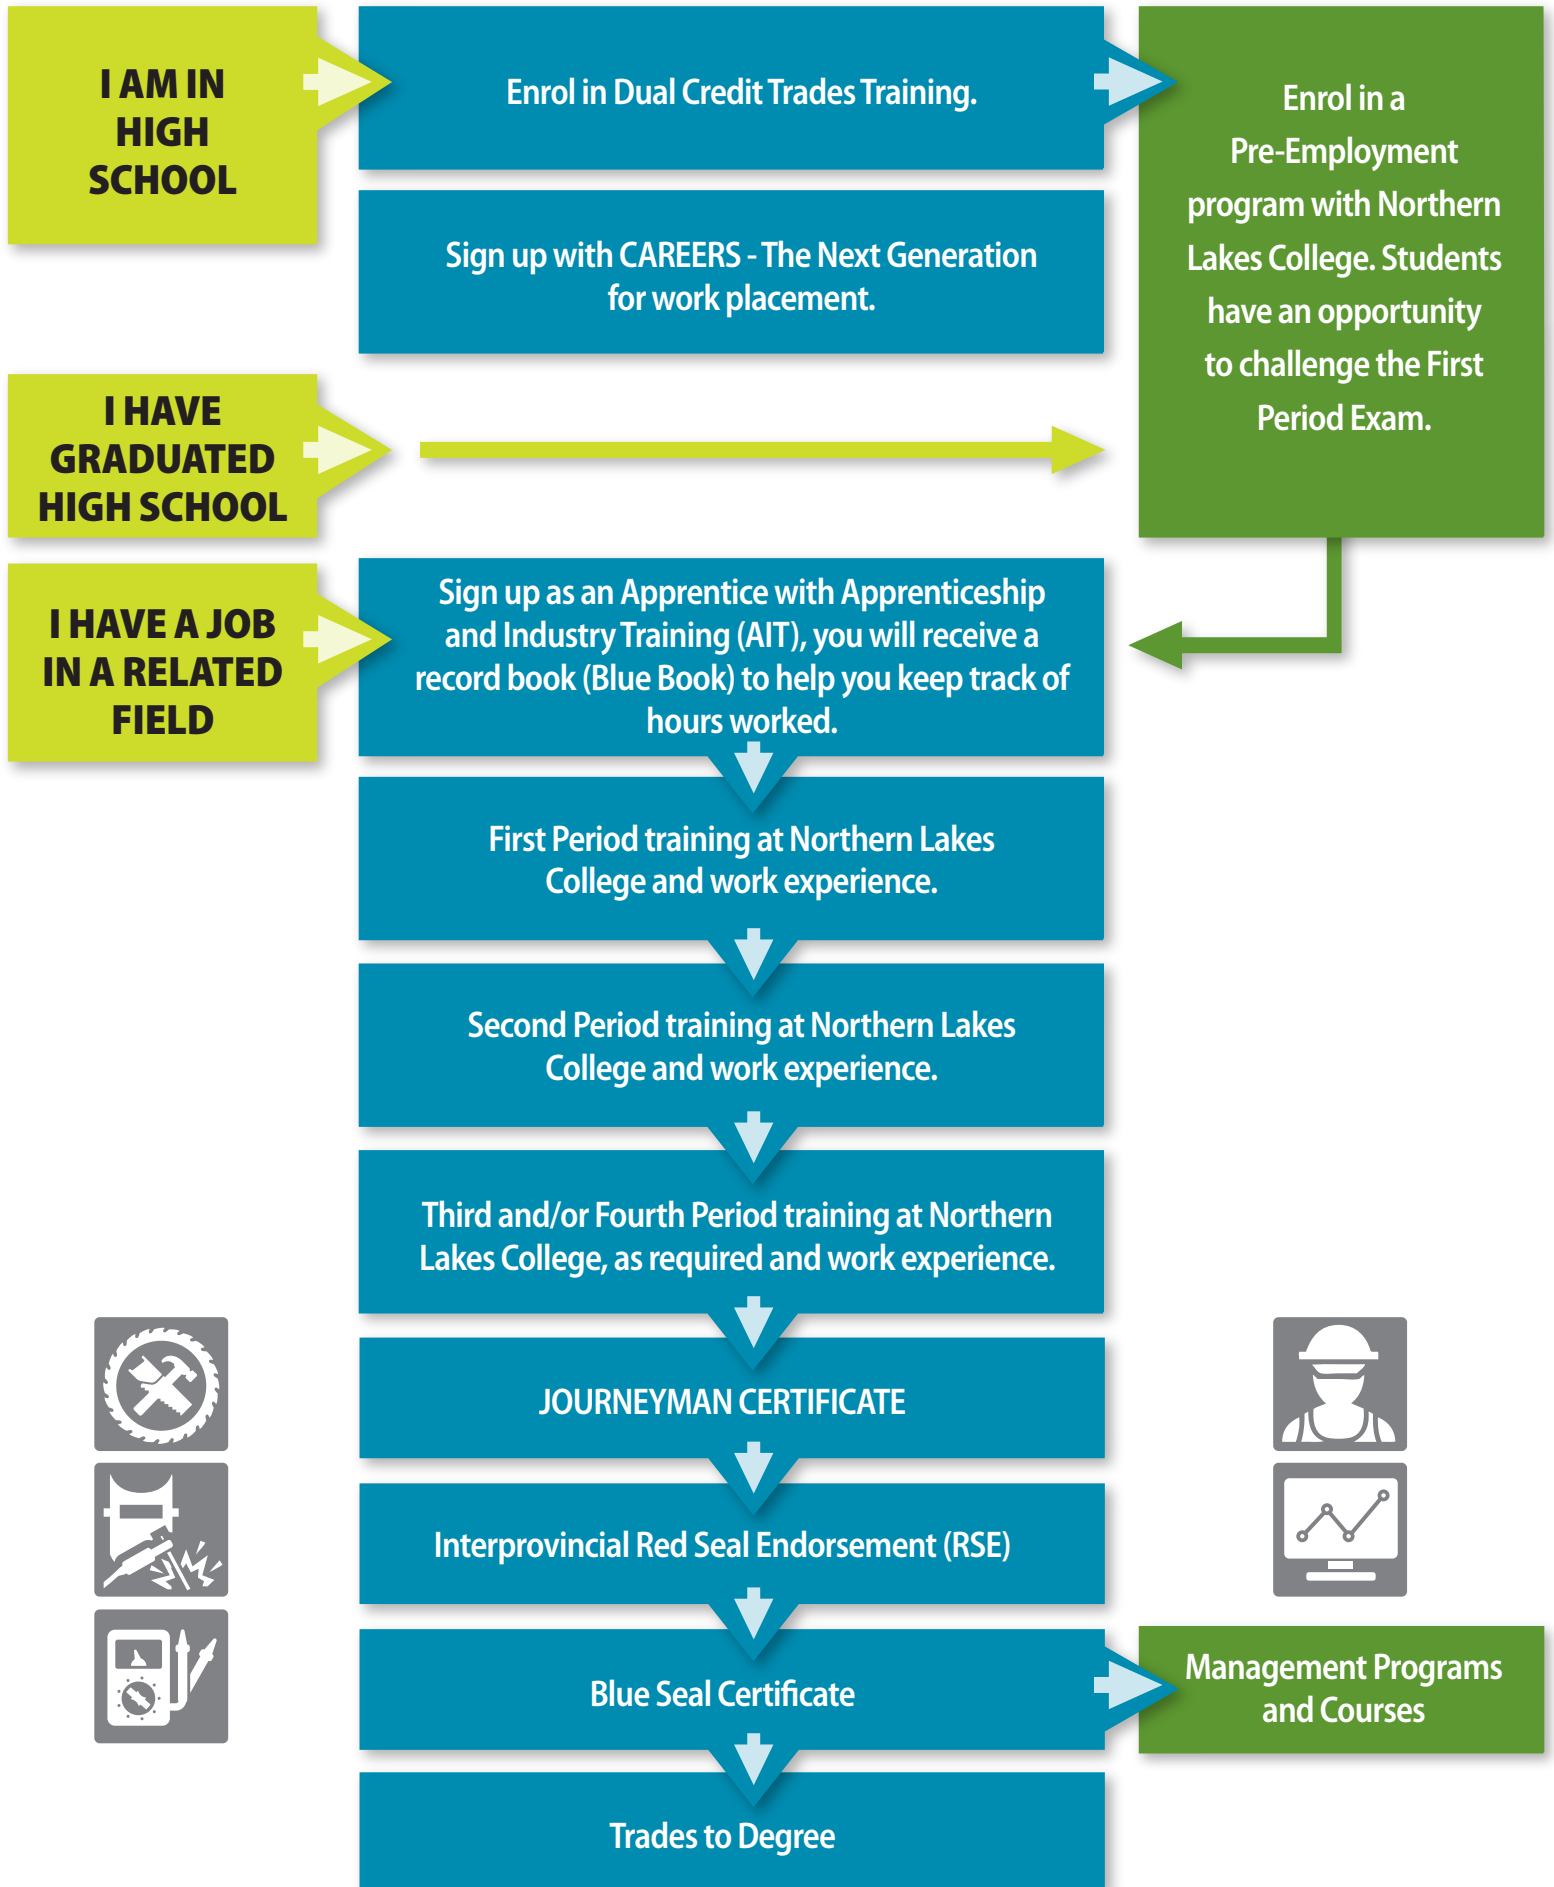 I AM IN
HIGH
SCHOOL
Enrol in Dual Credit Trades Training.
Sign up with CAREERS - The Next Generation
for work placement.
Enrol in a
Pre-Employment
program with Northern
Lakes College. Students
have an opportunity
to challenge the First
Period Exam.
I HAVE
GRADUATED
HIGH SCHOOL
I HAVE A JOB
IN A RELATED
FIELD
Sign up as an Apprentice with Apprenticeship
and Industry Training (AIT), you will receive a
record book (Blue Book) to help you keep track of
hours worked.
First Period training at Northern Lakes
College and work experience.
Second Period training at Northern Lakes
College and work experience.
Third and/or Fourth Period training at Northern
Lakes College, as required and work experience.
JOURNEYMAN CERTIFICATE
Interprovincial Red Seal Endorsement (RSE)
Blue Seal Certificate
Management Programs
and Courses
Trades to Degree